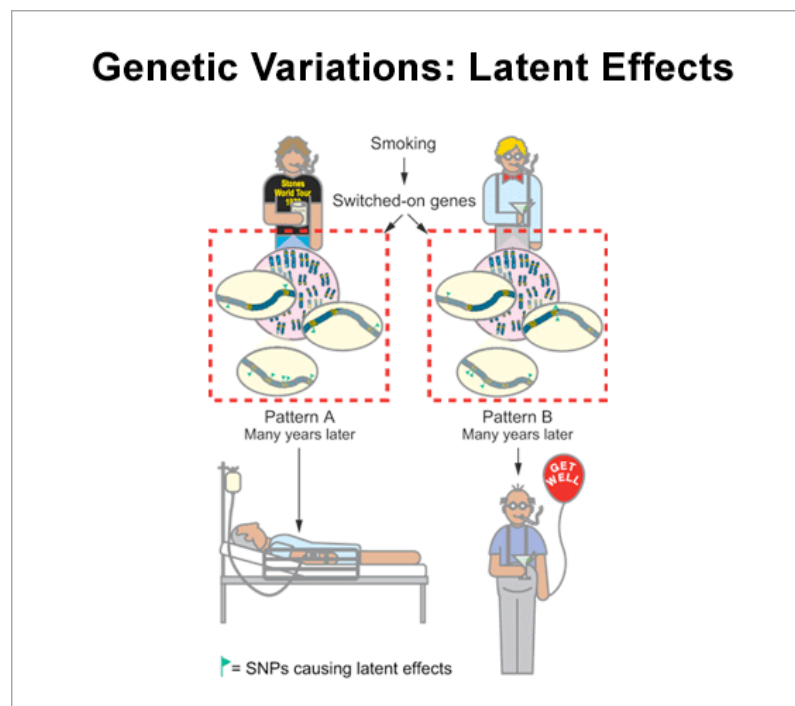 Genetic Variations: Latent Effects
Smoking
Switched-on genes
Stones
World Tour
Pattern A
Many years later
Pattern B
Many years later
GET
WELL
= SNPs causing latent effects